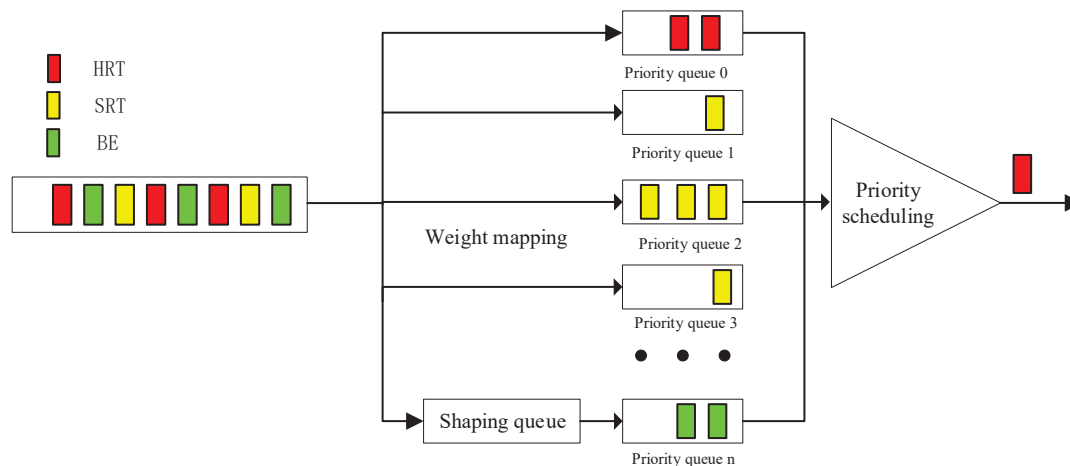 HRT
SRT
BE
Priority queue 0
Priority queue 1
Weight mapping
Priority queue 2
Priority queue 3
Shaping queue
Priority queue n
Priority
scheduling